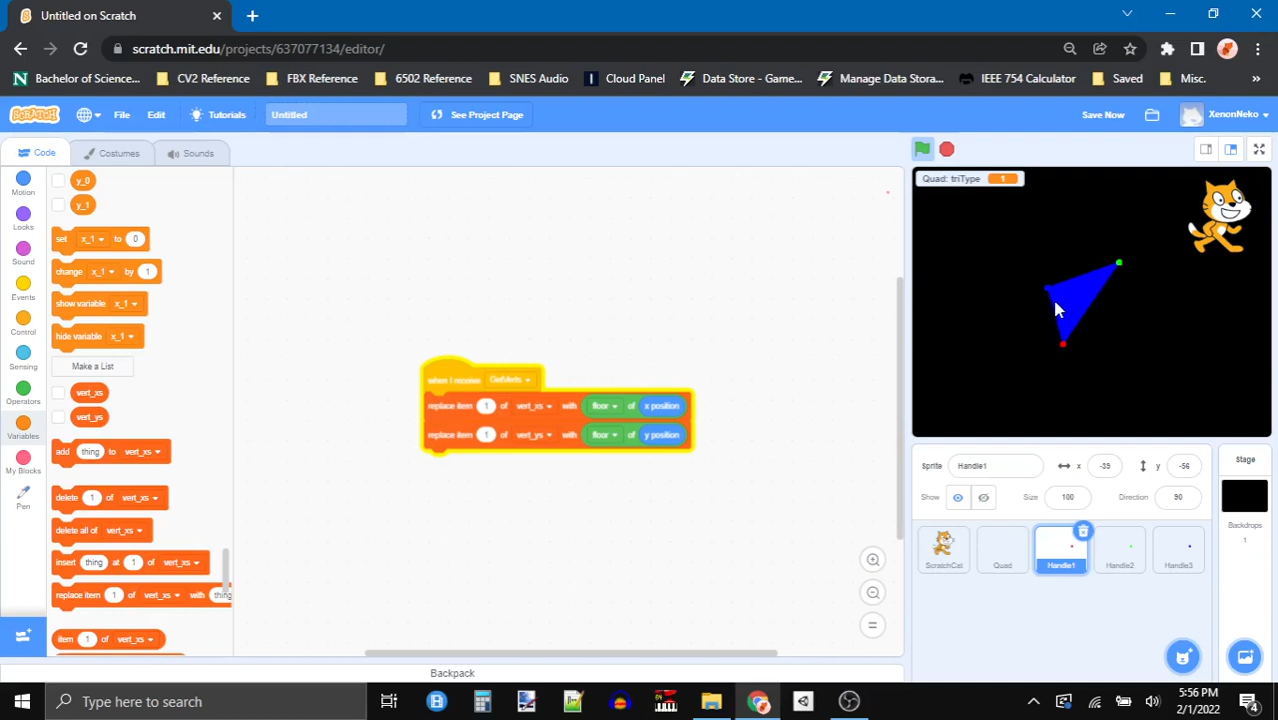 Untitled on Scratch
scratch.mit.edu/projects/637077134/editor/
Bachelor of Science...
CV2 Reference
FBX Reference
6502 Reference
SNES Audio
Cloud Panel
Data Store - Game...
Manage Data Stora...
IEEE 754 Calculator
Saved
Misc.
»
SCRATCH
File
Edit
Tutorials
Untitled
See Project Page
Save Now
XenonNeko
Code
Costumes
Sounds
Motion
Looks
Sound
Events
Control
Sensing
Operators
Variables
My Blocks
Pen
y_0
y_1
set x_1 to 0
change x_1 by 1
show variable x_1
hide variable x_1
Make a List
vert_xs
vert_ys
add thing to vert_xs
delete 1 of vert_xs
delete all of vert_xs
insert thing at 1 of vert_xs
replace item 1 of vert_xs with thing
item 1 of vert_xs
when I receive GetVerts
replace item 1 of vert_xs with floor of x position
replace item 1 of vert_ys with floor of y position
Backpack
Quad: triType 1
Sprite Handle1 x -39 y -56
Show Size 100 Direction 90
ScratchCat
Quad
Handle1
Handle2
Handle3
Stage
Backdrops
1
Type here to search
5:56 PM
2/1/2022
4